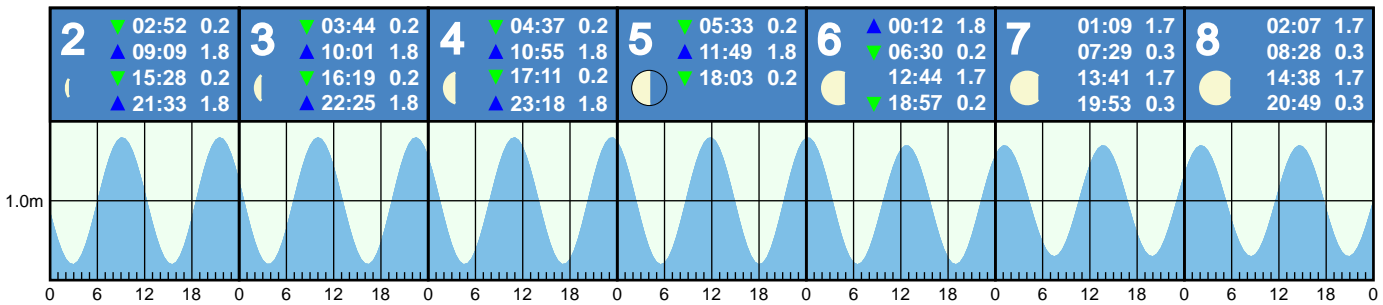 2
▼ 02:52 0.2
▲ 09:09 1.8
▼ 15:28 0.2
▲ 21:33 1.8
3
▼ 03:44 0.2
▲ 10:01 1.8
▼ 16:19 0.2
▲ 22:25 1.8
4
▼ 04:37 0.2
▲ 10:55 1.8
▼ 17:11 0.2
▲ 23:18 1.8
5
▼ 05:33 0.2
▲ 11:49 1.8
▼ 18:03 0.2
6
▲ 00:12 1.8
▼ 06:30 0.2
12:44 1.7
▼ 18:57 0.2
7
01:09 1.7
07:29 0.3
13:41 1.7
19:53 0.3
8
02:07 1.7
08:28 0.3
14:38 1.7
20:49 0.3
1.0m
0 6 12 18 0 6 12 18 0 6 12 18 0 6 12 18 0 6 12 18 0 6 12 18 0 6 12 18 0